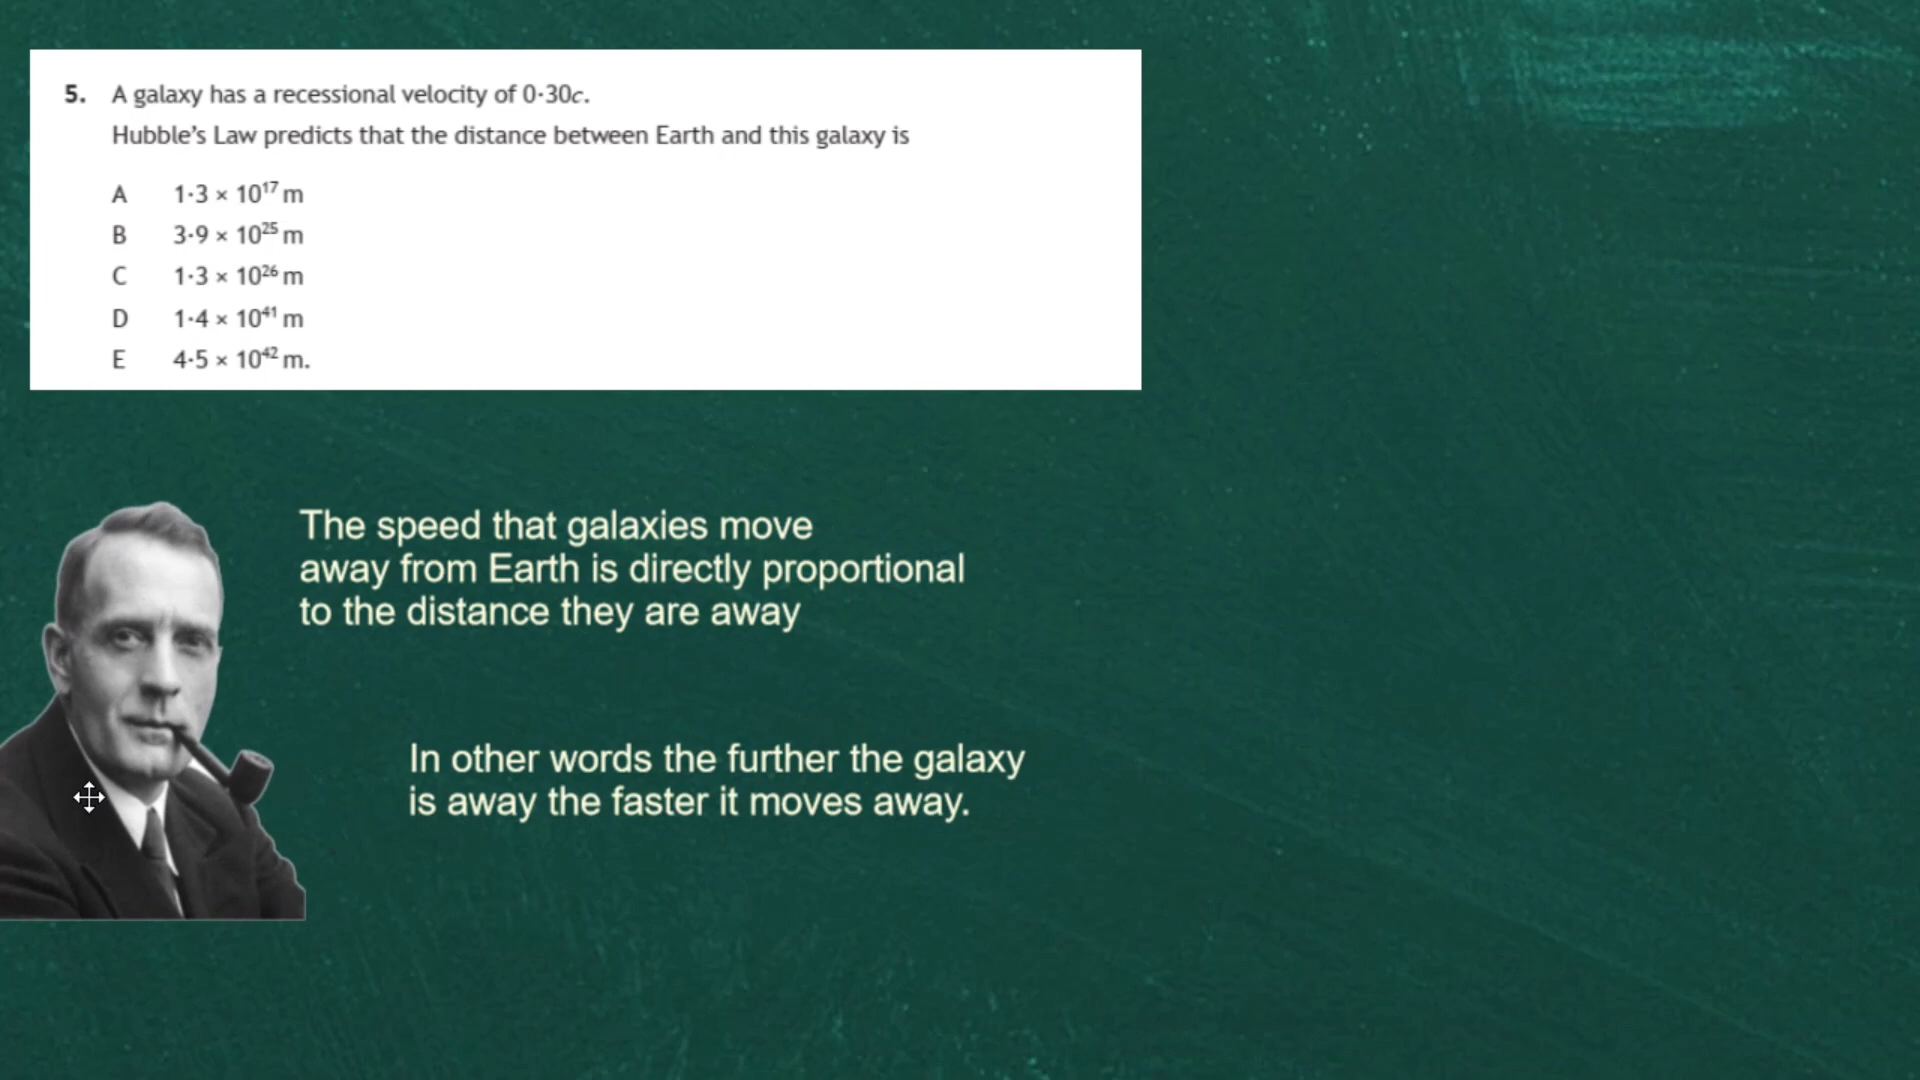 5. A galaxy has a recessional velocity of 0·30c.
Hubble’s Law predicts that the distance between Earth and this galaxy is
A 1·3 × 10¹⁷ m
B 3·9 × 10²⁵ m
C 1·3 × 10²⁶ m
D 1·4 × 10⁴¹ m
E 4·5 × 10⁴² m.
The speed that galaxies move
away from Earth is directly proportional
to the distance they are away
In other words the further the galaxy
is away the faster it moves away.